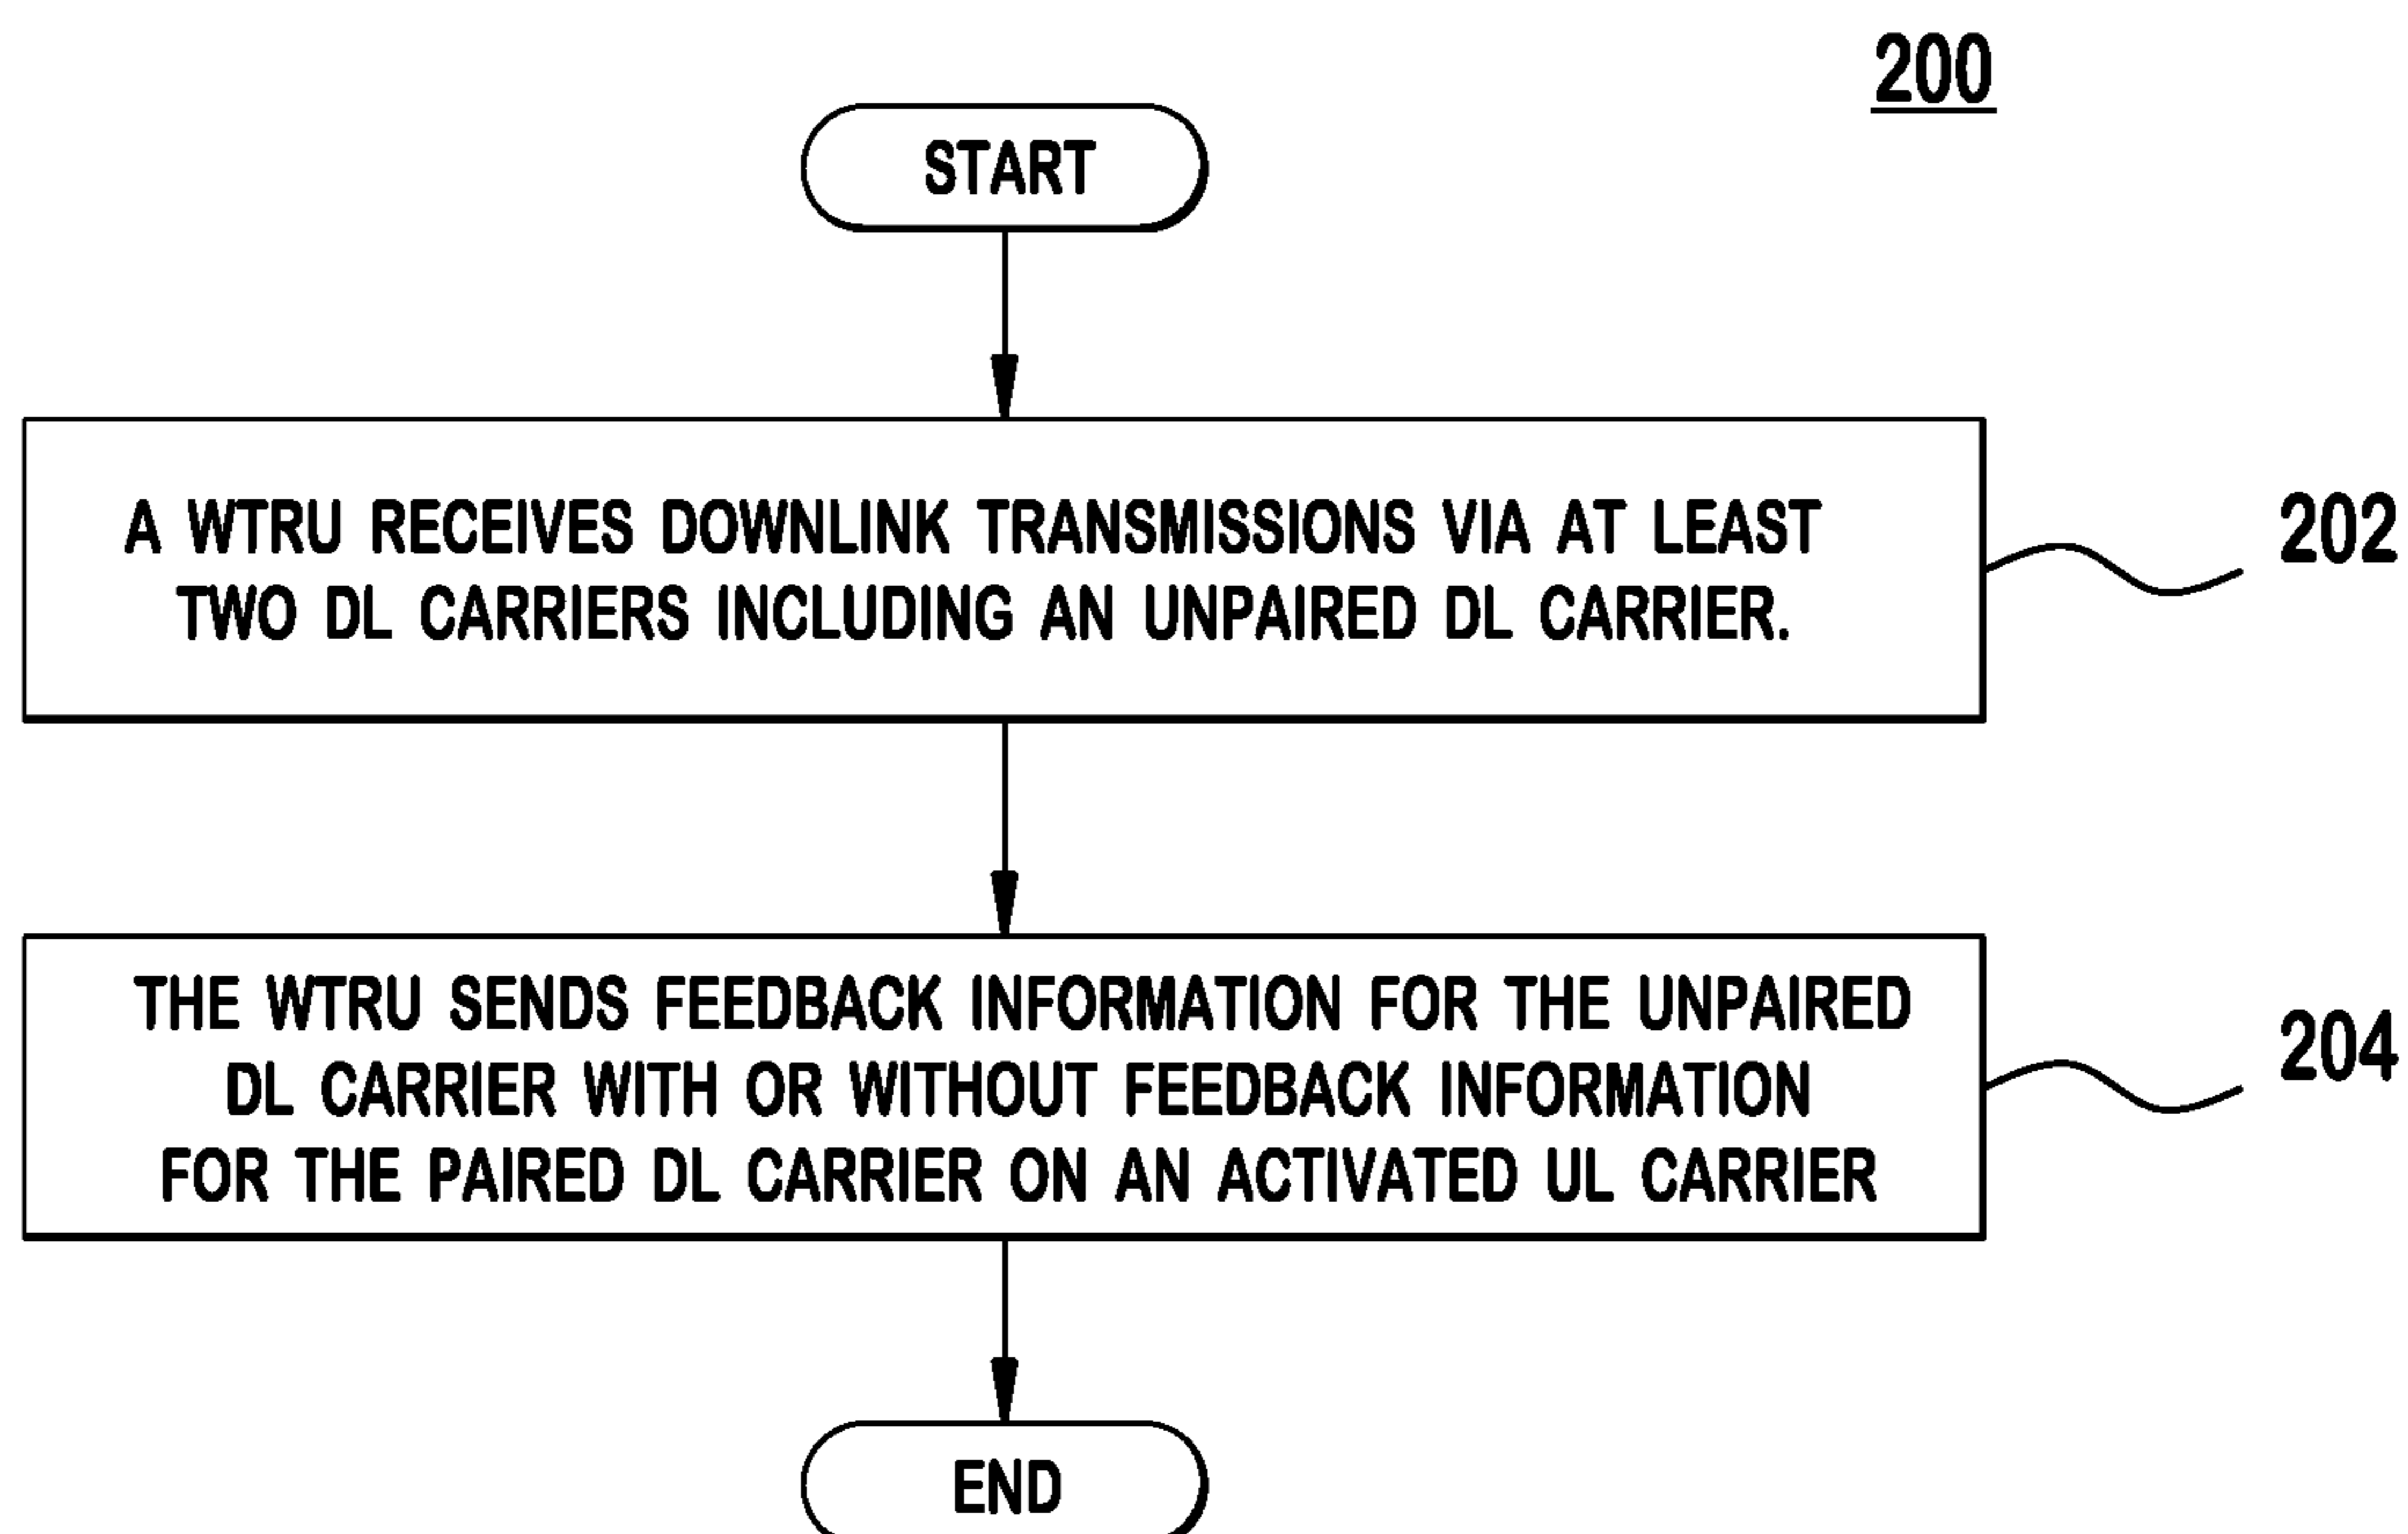 200
START
A WTRU RECEIVES DOWNLINK TRANSMISSIONS VIA AT LEAST
TWO DL CARRIERS INCLUDING AN UNPAIRED DL CARRIER.
202
THE WTRU SENDS FEEDBACK INFORMATION FOR THE UNPAIRED
DL CARRIER WITH OR WITHOUT FEEDBACK INFORMATION
FOR THE PAIRED DL CARRIER ON AN ACTIVATED UL CARRIER
204
END